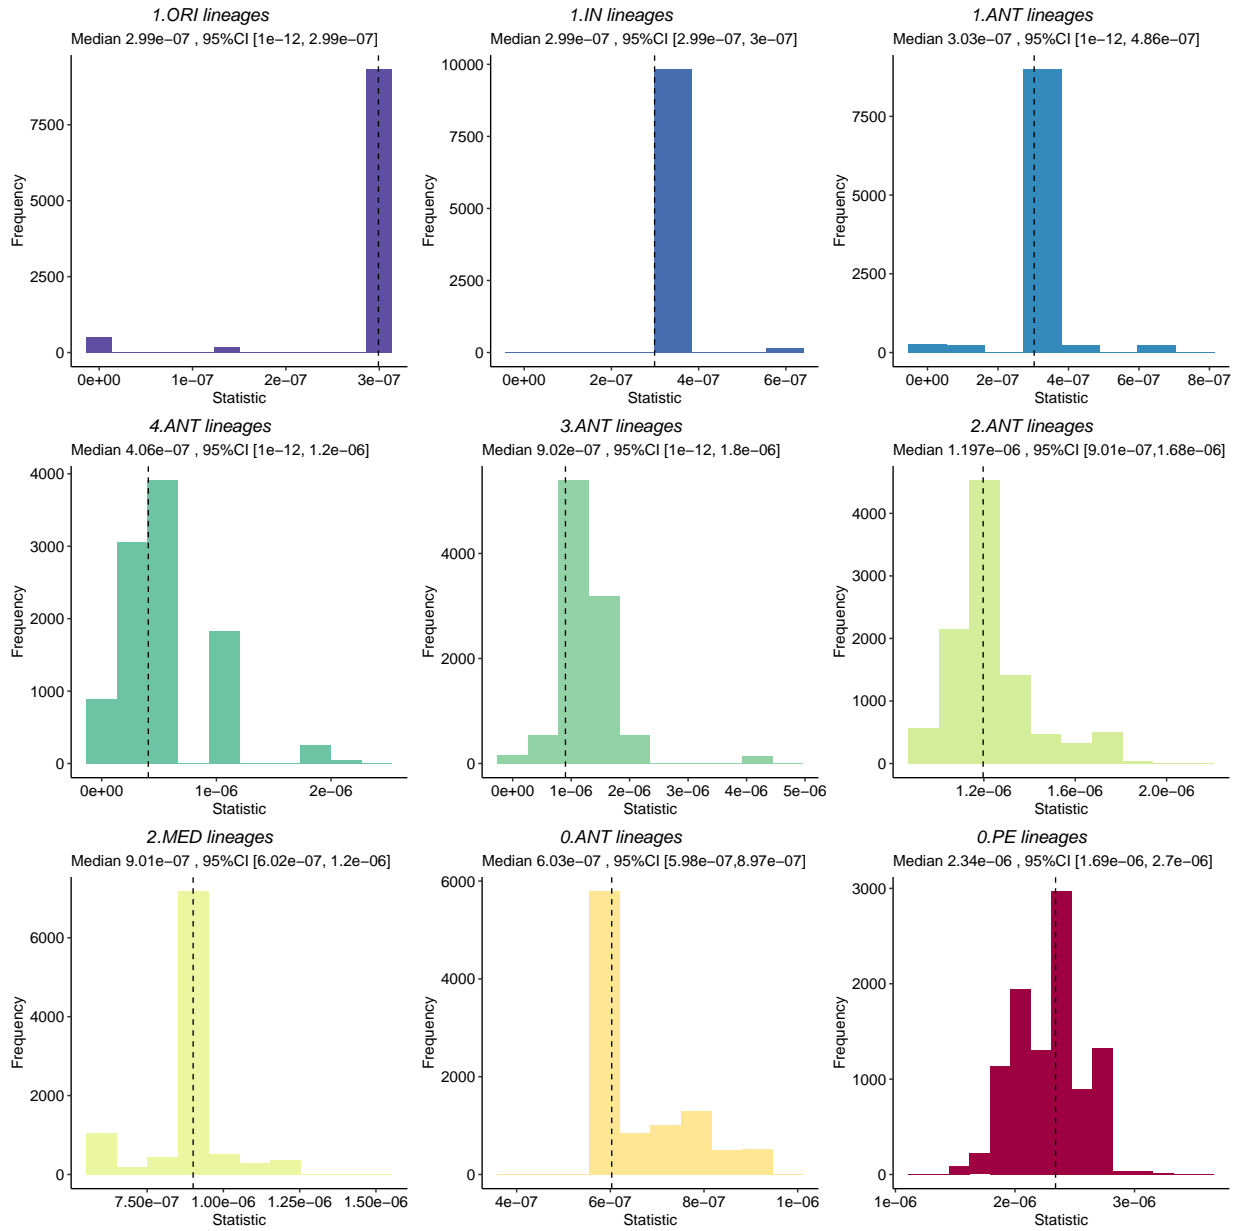 1.ORI lineages
Median 2.99e−07 , 95%CI [1e−12, 2.99e−07]
7500
5000
2500
0
Frequency
0e+00 1e−07 2e−07 3e−07
Statistic
1.IN lineages
Median 2.99e−07 , 95%CI [2.99e−07, 3e−07]
10000
7500
5000
2500
0
Frequency
0e+00 2e−07 4e−07 6e−07
Statistic
1.ANT lineages
Median 3.03e−07 , 95%CI [1e−12, 4.86e−07]
7500
5000
2500
0
Frequency
0e+00 2e−07 4e−07 6e−07 8e−07
Statistic
4.ANT lineages
Median 4.06e−07 , 95%CI [1e−12, 1.2e−06]
4000
3000
2000
1000
0
Frequency
0e+00 1e−06 2e−06
Statistic
3.ANT lineages
Median 9.02e−07 , 95%CI [1e−12, 1.8e−06]
4000
2000
0
Frequency
0e+00 1e−06 2e−06 3e−06 4e−06 5e−06
Statistic
2.ANT lineages
Median 1.197e−06 , 95%CI [9.01e−07,1.68e−06]
4000
3000
2000
1000
0
Frequency
1.2e−06 1.6e−06 2.0e−06
Statistic
2.MED lineages
Median 9.01e−07 , 95%CI [6.02e−07, 1.2e−06]
6000
4000
2000
0
Frequency
7.50e−07 1.00e−06 1.25e−06 1.50e−06
Statistic
0.ANT lineages
Median 6.03e−07 , 95%CI [5.98e−07,8.97e−07]
6000
4000
2000
0
Frequency
4e−07 6e−07 8e−07 1e−06
Statistic
0.PE lineages
Median 2.34e−06 , 95%CI [1.69e−06, 2.7e−06]
3000
2000
1000
0
Frequency
1e−06 2e−06 3e−06
Statistic